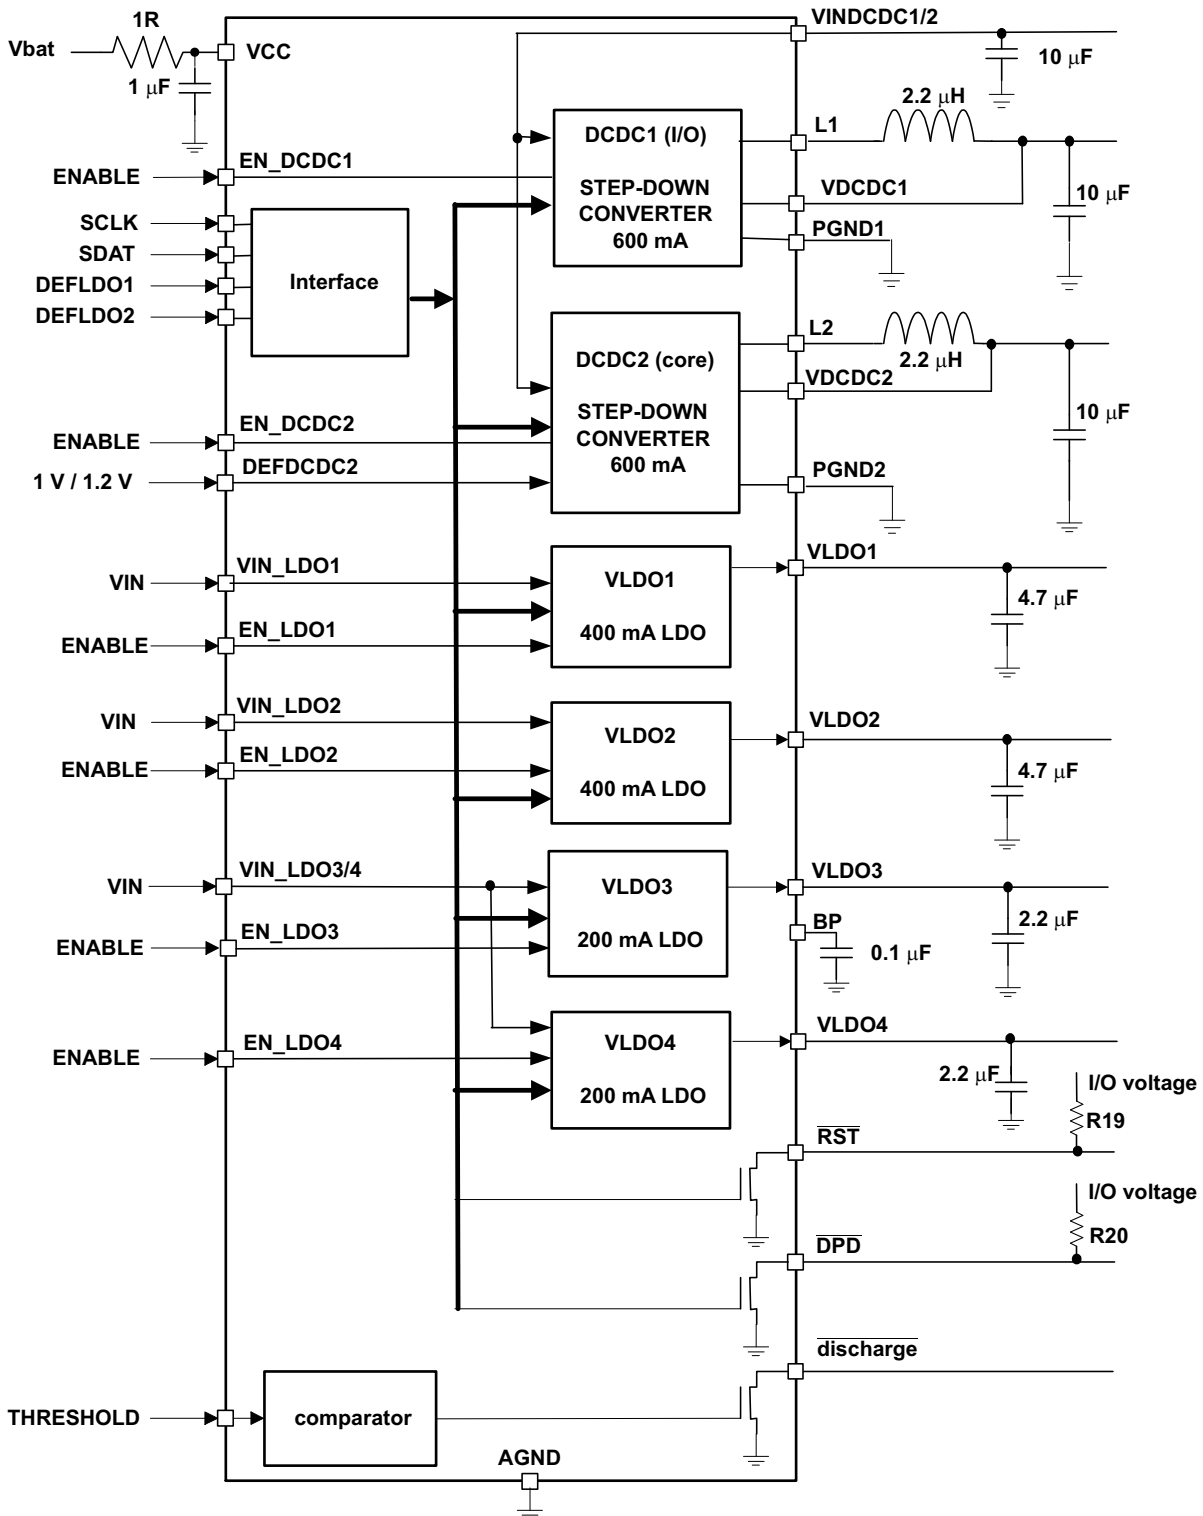 1R
Vbat
VCC
1 μF
VINDCDC1/2
10 μF
2.2 μH
L1
DCDC1 (I/O)
STEP-DOWN
CONVERTER
600 mA
VDCDC1
10 μF
PGND1
ENABLE
EN_DCDC1
SCLK
SDAT
DEFLDO1
DEFLDO2
Interface
L2
2.2 μH
DCDC2 (core)
STEP-DOWN
CONVERTER
600 mA
VDCDC2
10 μF
ENABLE
EN_DCDC2
1 V / 1.2 V
DEFDCDC2
PGND2
VIN
VIN_LDO1
VLDO1
400 mA LDO
VLDO1
4.7 μF
ENABLE
EN_LDO1
VIN
VIN_LDO2
VLDO2
400 mA LDO
VLDO2
4.7 μF
ENABLE
EN_LDO2
VIN
VIN_LDO3/4
VLDO3
200 mA LDO
VLDO3
2.2 μF
BP
0.1 μF
ENABLE
EN_LDO3
VLDO4
200 mA LDO
VLDO4
2.2 μF
ENABLE
EN_LDO4
I/O voltage
R19
RST
I/O voltage
R20
DPD
discharge
THRESHOLD
comparator
AGND